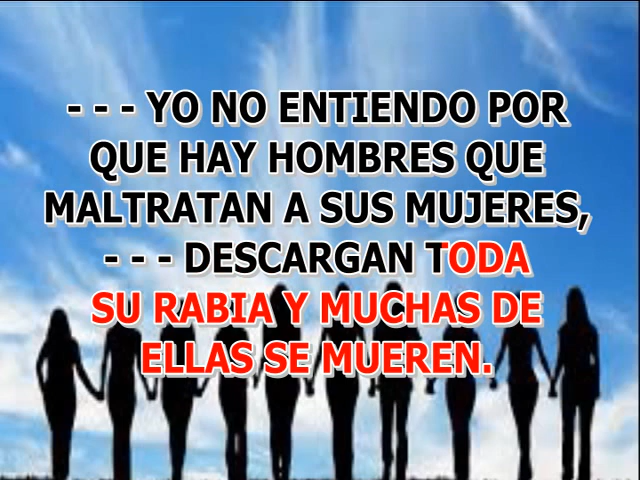 - - - YO NO ENTIENDO POR
QUE HAY HOMBRES QUE
MALTRATAN A SUS MUJERES,
- - - DESCARGAN TODA
SU RABIA Y MUCHAS DE
ELLAS SE MUEREN.